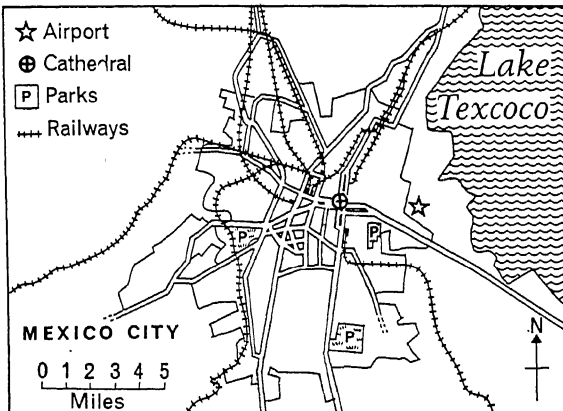 Airport
Cathedral
P Parks
Railways
Lake
Texcoco
P
P
P
MEXICO CITY
0 1 2 3 4 5
Miles
N